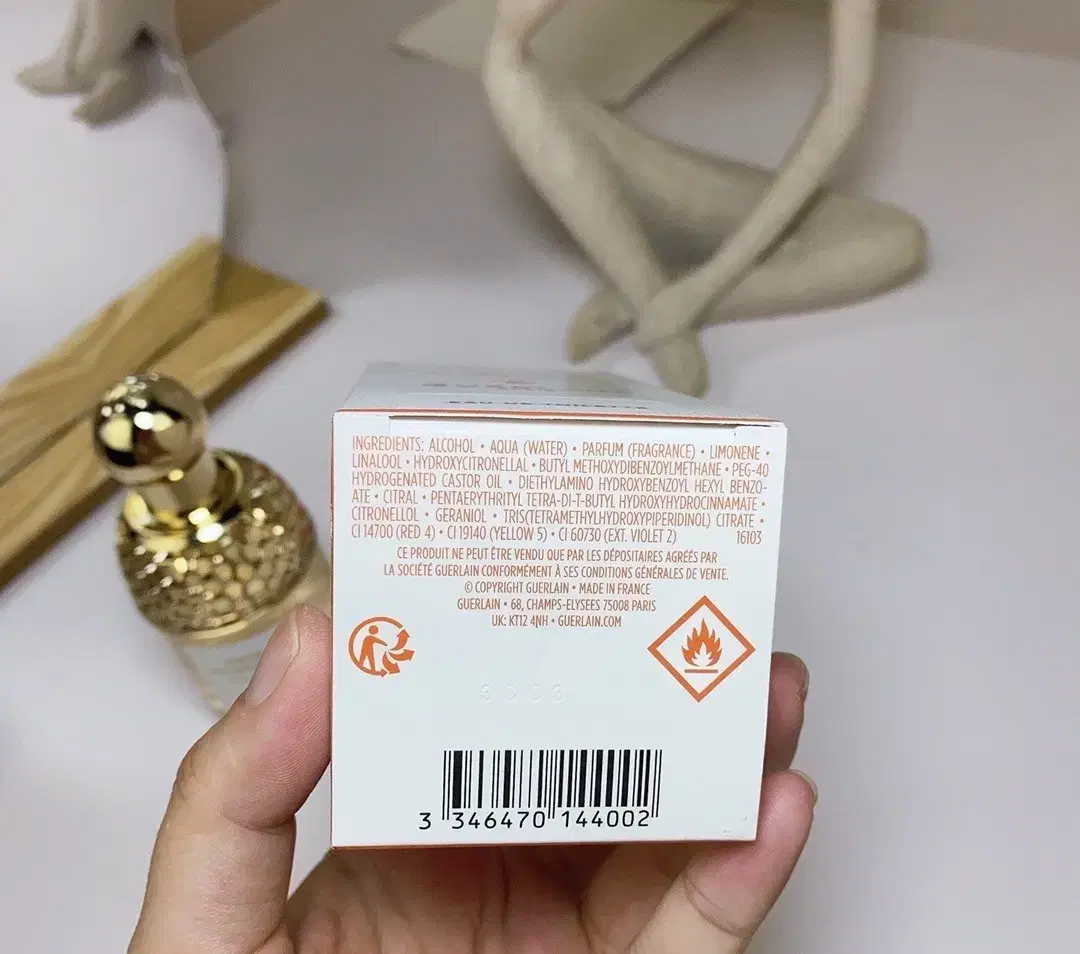 INGREDIENTS: ALCOHOL • AQUA (WATER) • PARFUM (FRAGRANCE) • LIMONENE •
LINALOOL • HYDROXYCITRONELLAL • BUTYL METHOXYDIBENZOYLMETHANE • PEG-40
HYDROGENATED CASTOR OIL • DIETHYLAMINO HYDROXYBENZOYL HEXYL BENZO-
ATE • CITRAL • PENTAERYTHRITYL TETRA-DI-T-BUTYL HYDROXYHYDROCINNAMATE •
CITRONELLOL • GERANIOL • TRIS(TETRAMETHYLHYDROXYPIPERIDINOL) CITRATE •
CI 14700 (RED 4) • CI 19140 (YELLOW 5) • CI 60730 (EXT. VIOLET 2) 16103
CE PRODUIT NE PEUT ÊTRE VENDU QUE PAR LES DÉPOSITAIRES AGRÉÉS PAR
LA SOCIÉTÉ GUERLAIN CONFORMÉMENT À SES CONDITIONS GÉNÉRALES DE VENTE.
© COPYRIGHT GUERLAIN • MADE IN FRANCE
GUERLAIN • 68, CHAMPS-ELYSEES 75008 PARIS
UK: KT12 4NH • GUERLAIN.COM
3 346470 144002